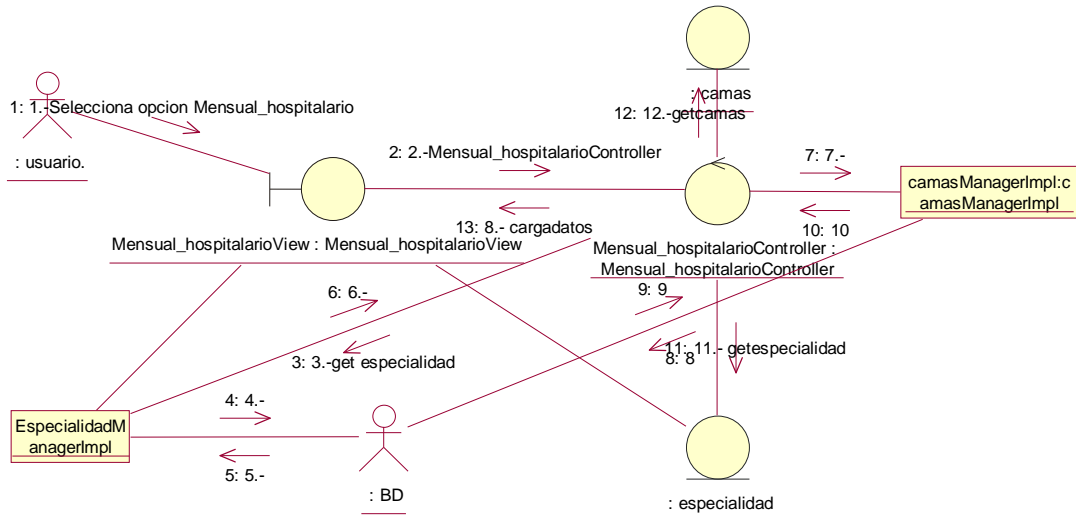 : camas
1: 1.-Selecciona opcion Mensual_hospitalario
12: 12.-getcamas
: usuario.
2: 2.-Mensual_hospitalarioController
7: 7.-
camasManagerImpl:c
amasManagerImpl
13: 8.- cargadatos
10: 10
Mensual_hospitalarioView : Mensual_hospitalarioView
Mensual_hospitalarioController :
Mensual_hospitalarioController
6: 6.-
9: 9
3: 3.-get especialidad
11: 11.- getespecialidad
8: 8
4: 4.-
EspecialidadM
anagerImpl
5: 5.-
: BD
: especialidad